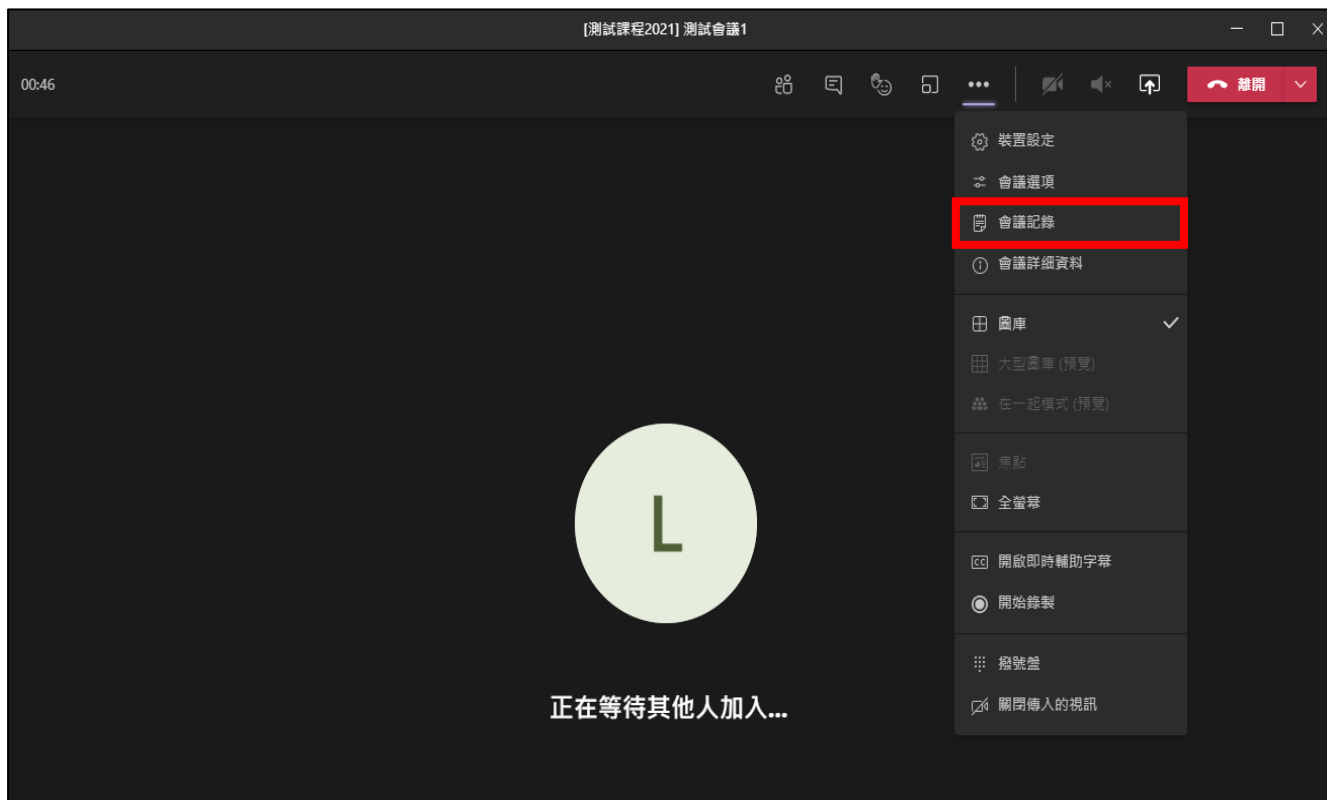 [測試課程2021] 測試會議1
00:46
離開
裝置設定
會議選項
會議記錄
會議詳細資料
圖庫
大型圖庫 (預覽)
在一起模式 (預覽)
焦點
全螢幕
CC 開啟即時輔助字幕
開始錄製
撥號盤
關閉傳入的視訊
L
正在等待其他人加入...